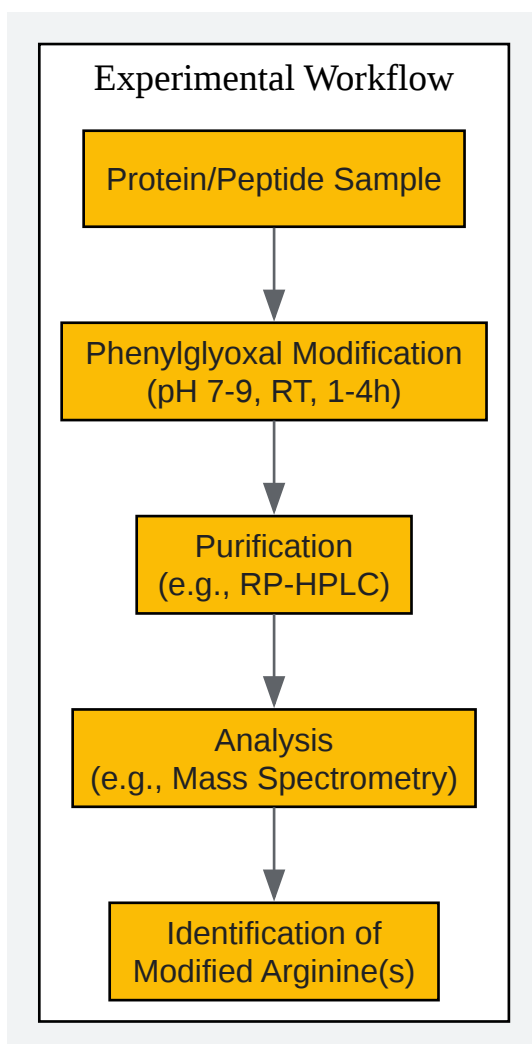 Experimental Workflow
Protein/Peptide Sample
Phenylglyoxal Modification
(pH 7-9, RT, 1-4h)
Purification
(e.g., RP-HPLC)
Analysis
(e.g., Mass Spectrometry)
Identification of
Modified Arginine(s)